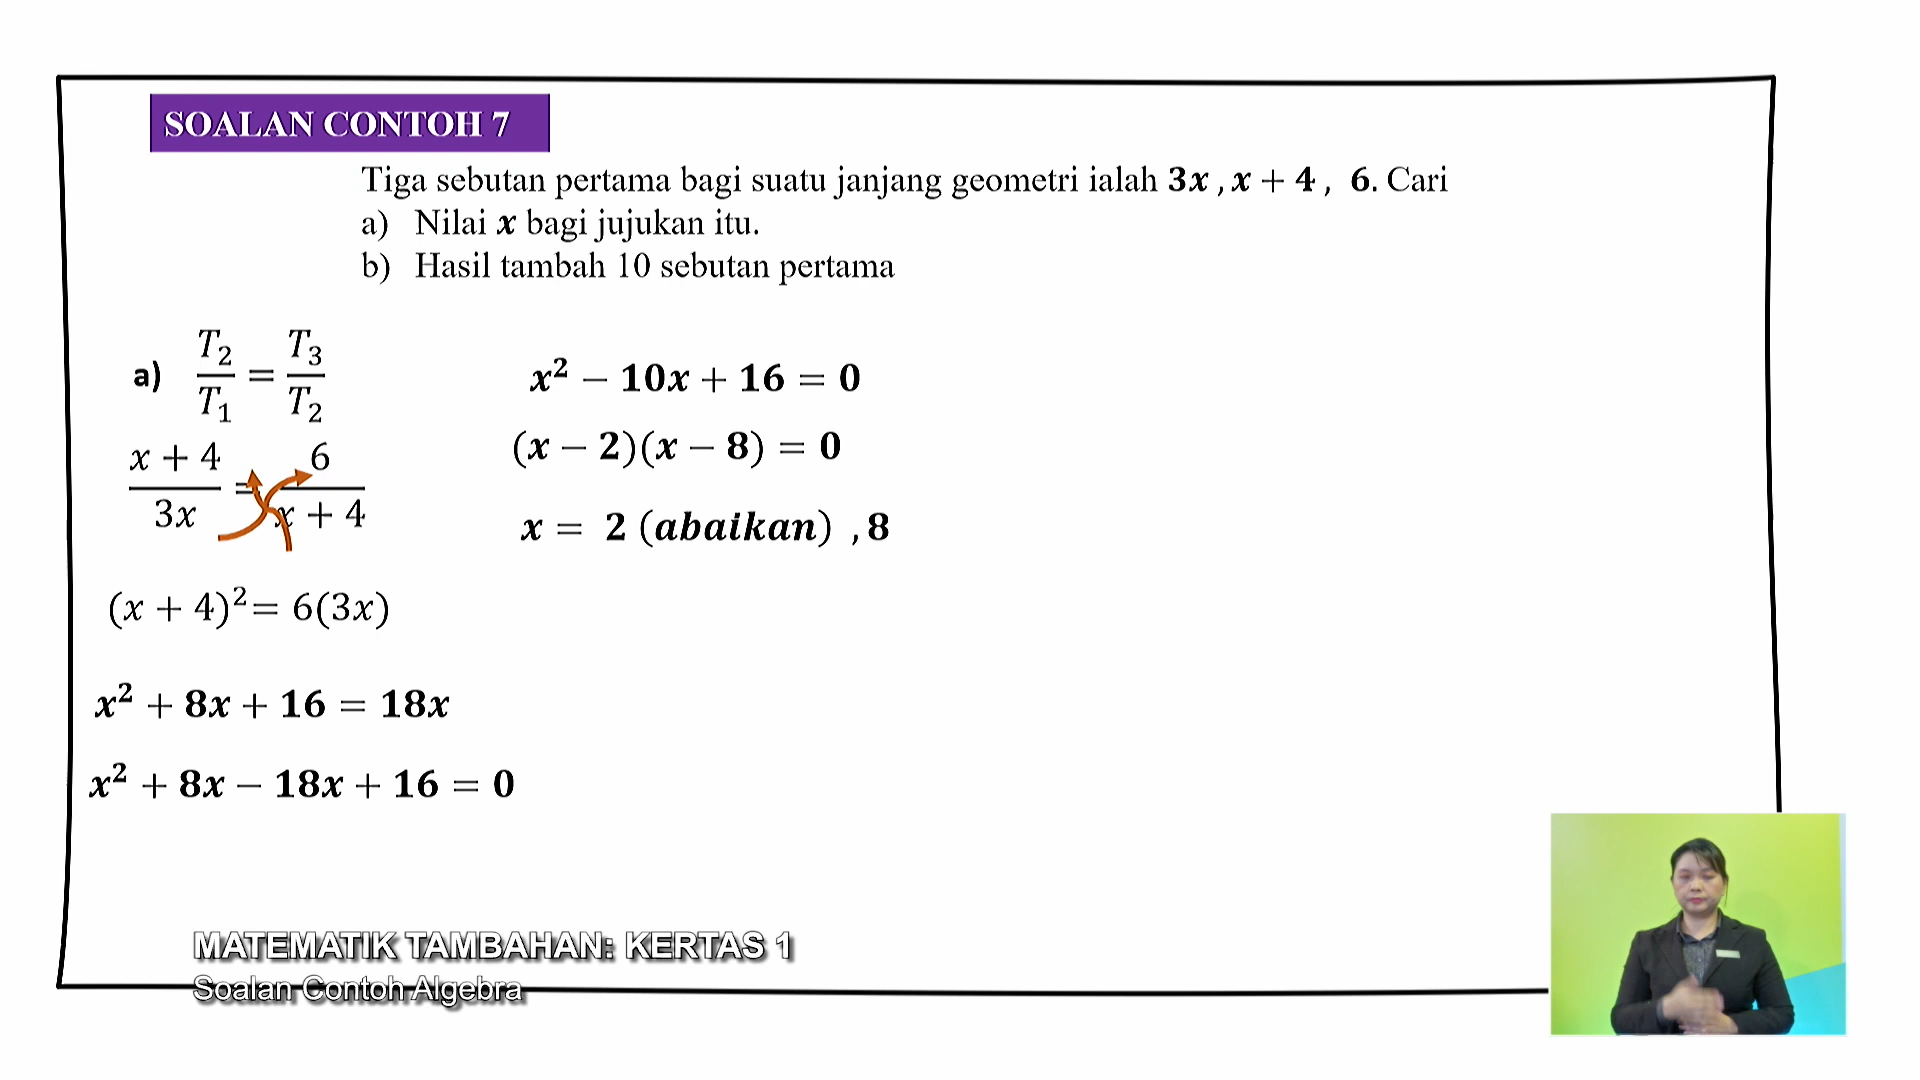 SOALAN CONTOH 7
Tiga sebutan pertama bagi suatu janjang geometri ialah 3x , x + 4 , 6. Cari
a) Nilai x bagi jujukan itu.
b) Hasil tambah 10 sebutan pertama
a) T₂/T₁ = T₃/T₂
(x + 4)/3x = 6/(x + 4)
(x + 4)² = 6(3x)
x² + 8x + 16 = 18x
x² + 8x − 18x + 16 = 0
x² − 10x + 16 = 0
(x − 2)(x − 8) = 0
x = 2 (abaikan) , 8
MATEMATIK TAMBAHAN: KERTAS 1
Soalan Contoh Algebra